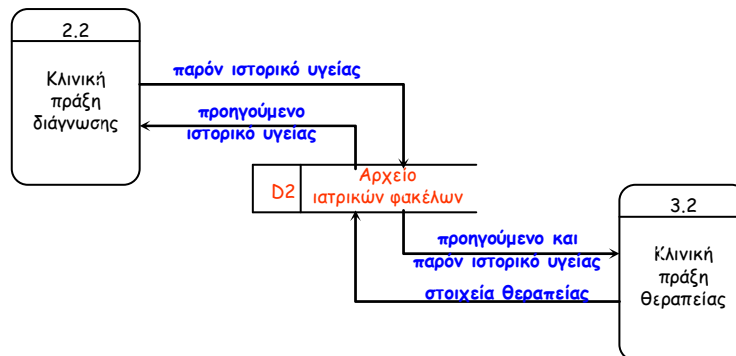 2.2
Κλινική
πράξη
διάγνωσης
παρόν ιστορικό υγείας
προηγούμενο
ιστορικό υγείας
D2
Αρχείο
ιατρικών φακέλων
3.2
Κλινική
πράξη
θεραπείας
προηγούμενο και
παρόν ιστορικό υγείας
στοιχεία θεραπείας